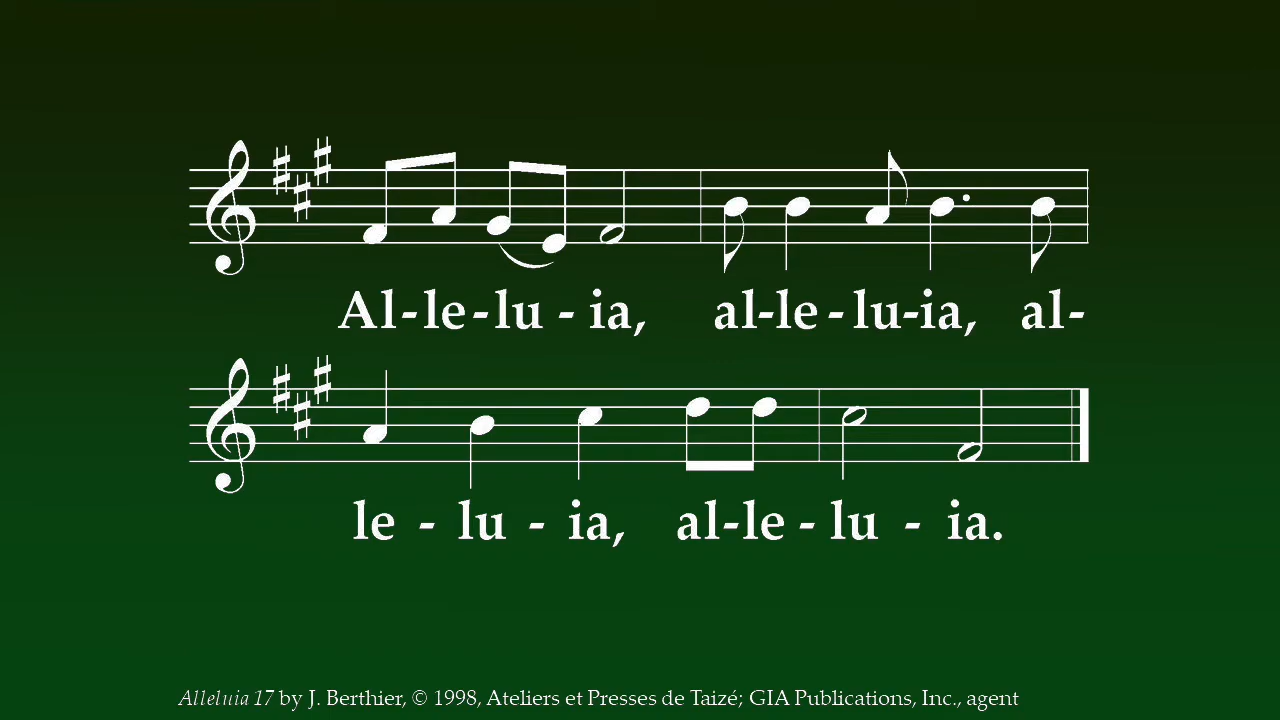 Al-le-lu - ia, al-le - lu-ia, al-
le - lu - ia, al-le - lu - ia.
Alleluia 17 by J. Berthier, © 1998, Ateliers et Presses de Taizé; GIA Publications, Inc., agent